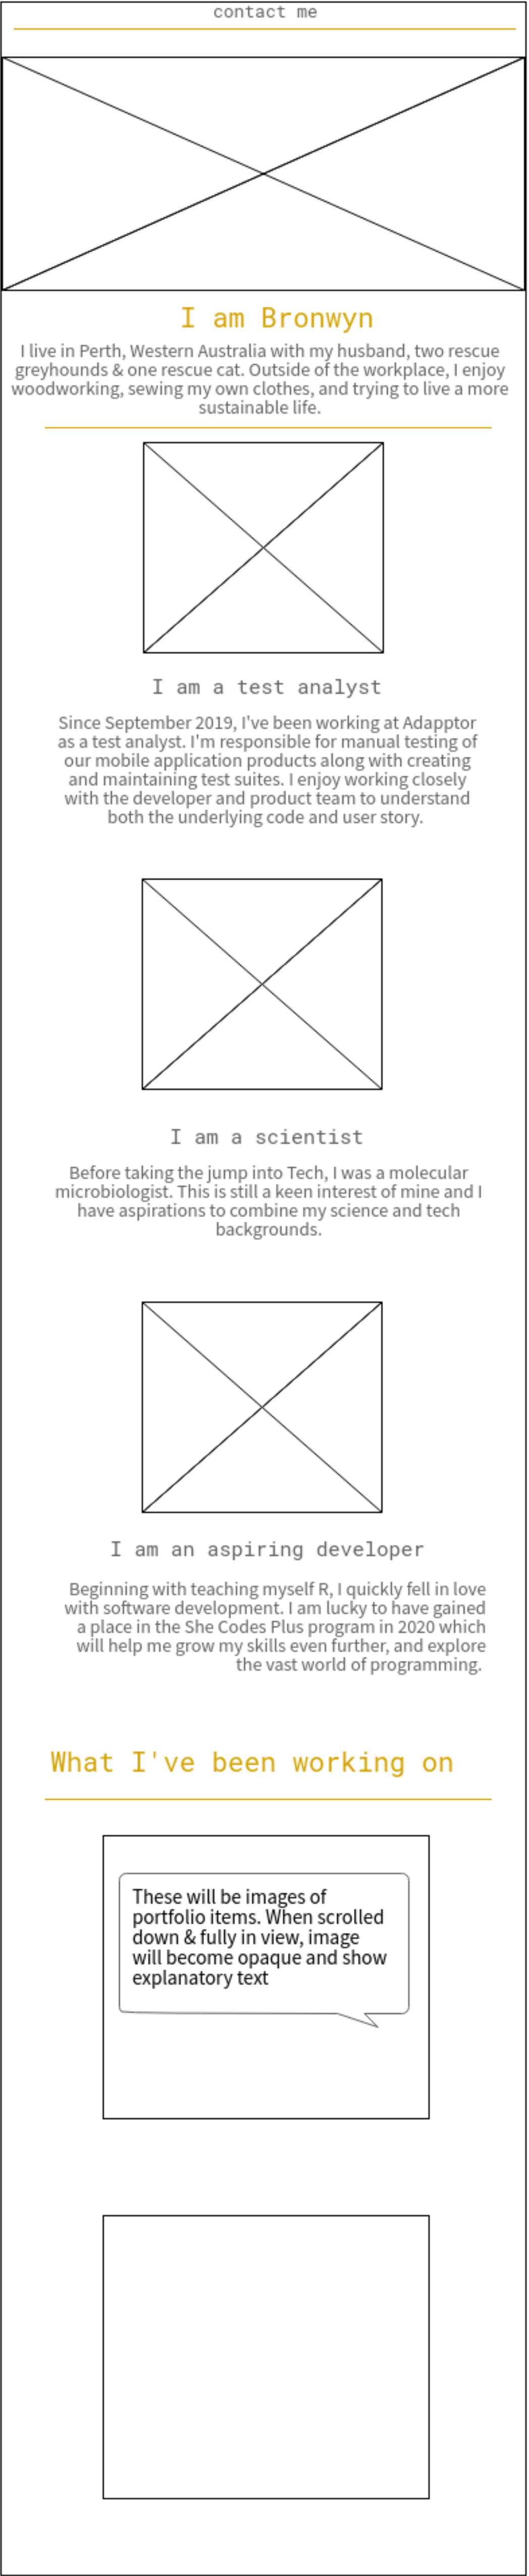 contact me
I am Bronwyn
I live in Perth, Western Australia with my husband, two rescue
greyhounds & one rescue cat. Outside of the workplace, I enjoy
woodworking, sewing my own clothes, and trying to live a more
sustainable life.
I am a test analyst
Since September 2019, I've been working at Adapptor
as a test analyst. I'm responsible for manual testing of
our mobile application products along with creating
and maintaining test suites. I enjoy working closely
with the developer and product team to understand
both the underlying code and user story.
I am a scientist
Before taking the jump into Tech, I was a molecular
microbiologist. This is still a keen interest of mine and I
have aspirations to combine my science and tech
backgrounds.
I am an aspiring developer
Beginning with teaching myself R, I quickly fell in love
with software development. I am lucky to have gained
a place in the She Codes Plus program in 2020 which
will help me grow my skills even further, and explore
the vast world of programming.
What I've been working on
These will be images of
portfolio items. When scrolled
down & fully in view, image
will become opaque and show
explanatory text